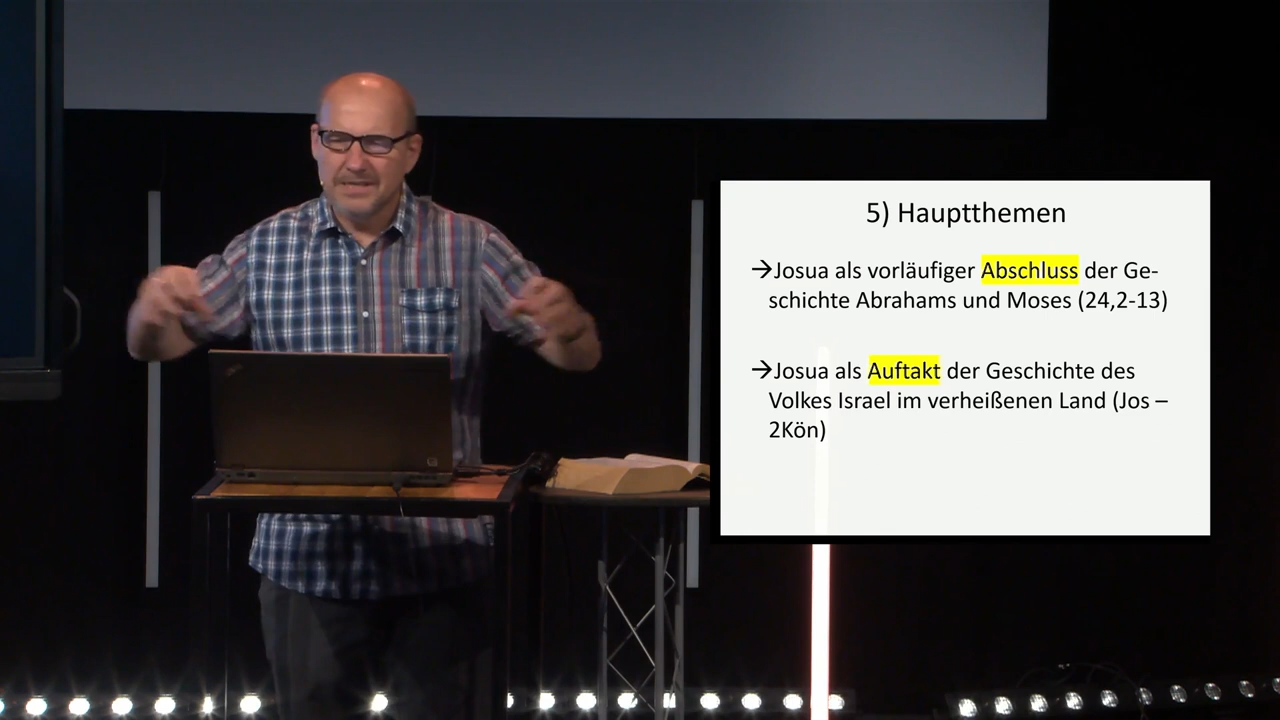 5) Hauptthemen
→Josua als vorläufiger Abschluss der Ge-
schichte Abrahams und Moses (24,2-13)
→Josua als Auftakt der Geschichte des
Volkes Israel im verheißenen Land (Jos –
2Kön)